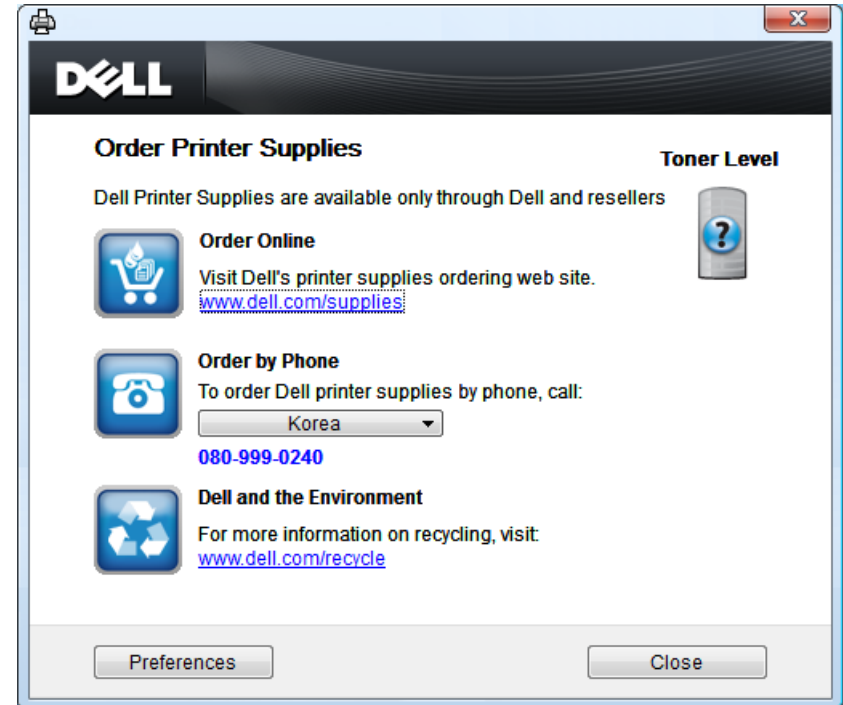 DELL
Order Printer Supplies
Toner Level
Dell Printer Supplies are available only through Dell and resellers
?
Order Online
Visit Dell's printer supplies ordering web site.
www.dell.com/supplies
Order by Phone
To order Dell printer supplies by phone, call:
Korea
080-999-0240
Dell and the Environment
For more information on recycling, visit:
www.dell.com/recycle
Preferences
Close